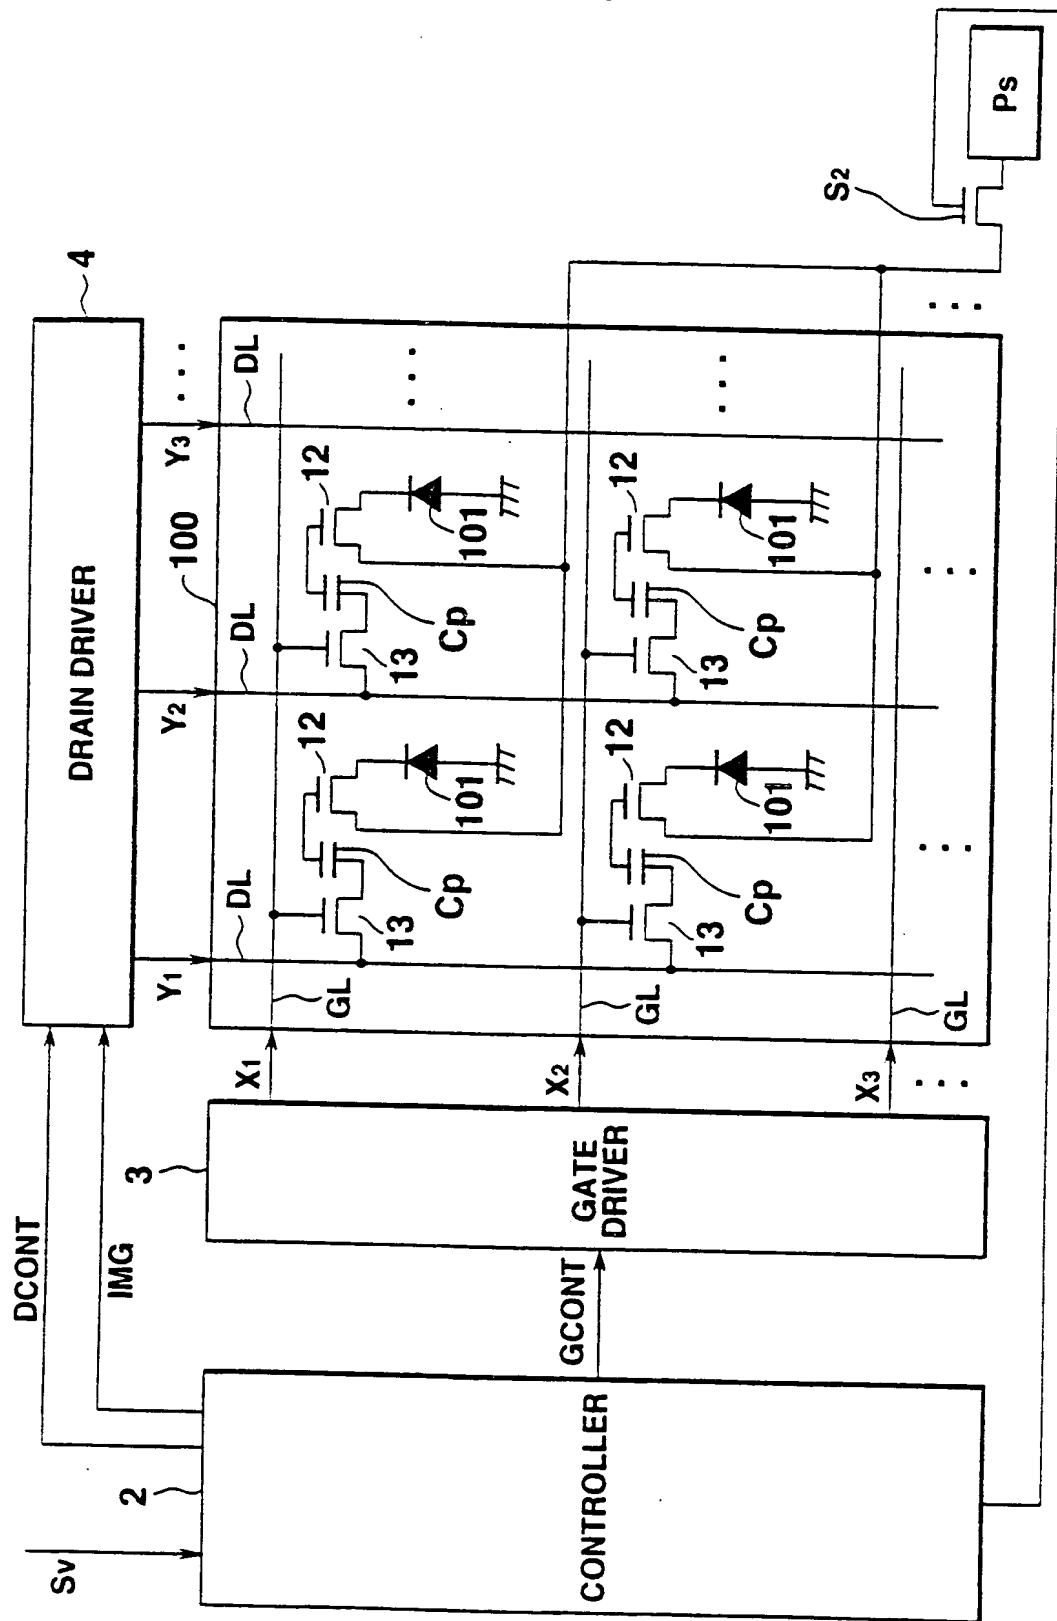 DRAIN DRIVER
4
DCONT
IMG
Y1
Y2
Y3
. . .
100
DL
DL
DL
12
12
101
101
Cp
Cp
13
13
GL
X1
. . .
12
12
101
101
Cp
Cp
13
13
GL
X2
. . .
GL
X3
. . .
. . .
. . .
. . .
3
GATE
DRIVER
GCONT
2
Sv
CONTROLLER
S2
Ps